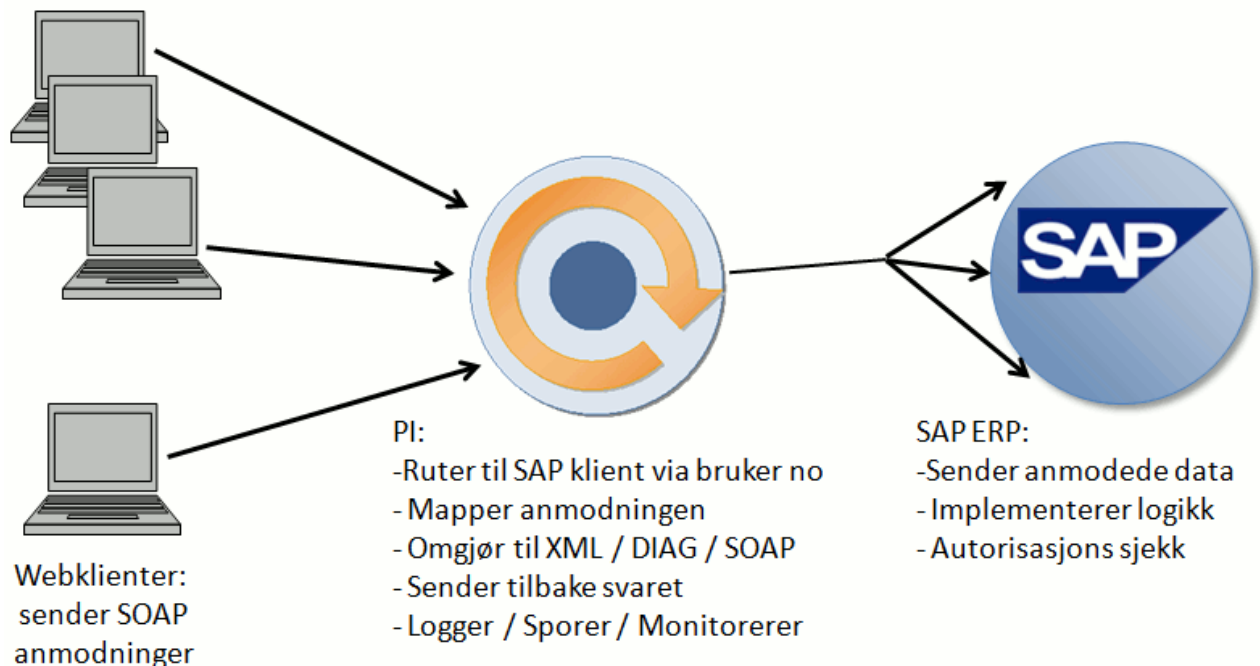 SAP
PI:
-Ruter til SAP klient via bruker no
- Mapper anmodningen
- Omgjør til XML / DIAG / SOAP
- Sender tilbake svaret
- Logger / Sporer / Monitorerer
SAP ERP:
-Sender anmodede data
- Implementerer logikk
- Autorisasjons sjekk
Webklienter:
sender SOAP
anmodninger